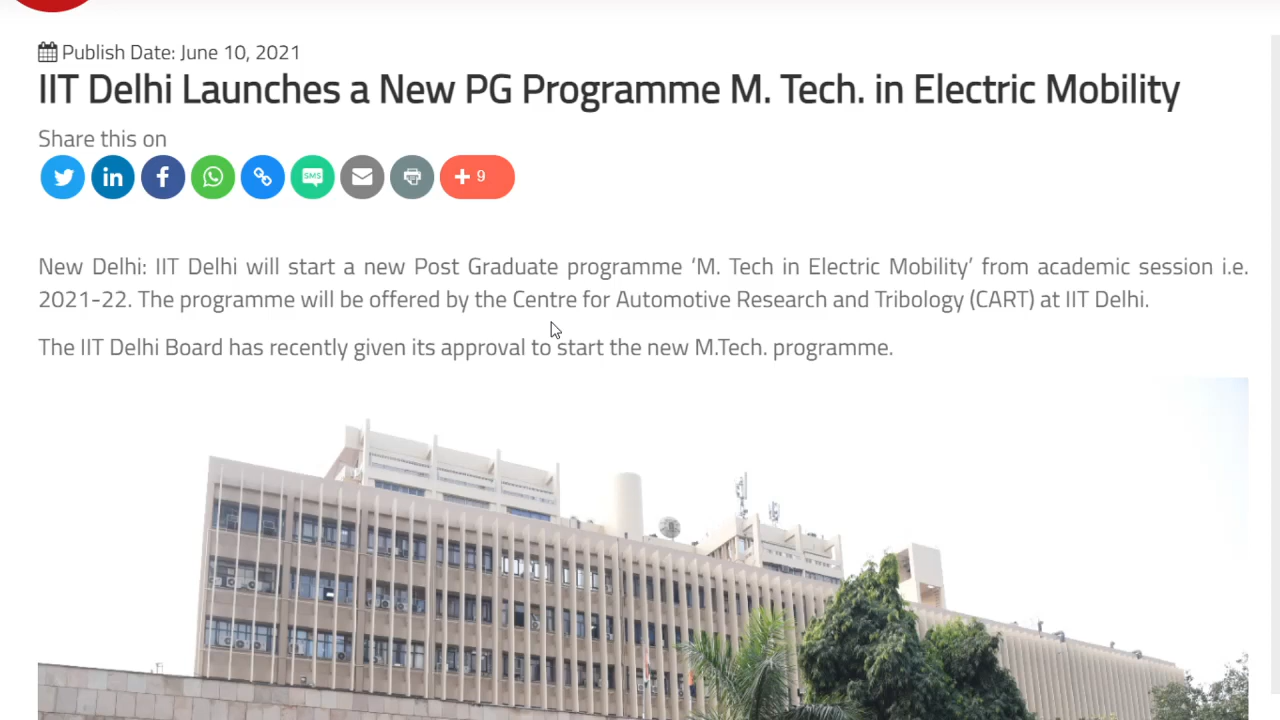 Publish Date: June 10, 2021
IIT Delhi Launches a New PG Programme M. Tech. in Electric Mobility
Share this on
SMS
9
New Delhi: IIT Delhi will start a new Post Graduate programme ‘M. Tech in Electric Mobility’ from academic session i.e.
2021-22. The programme will be offered by the Centre for Automotive Research and Tribology (CART) at IIT Delhi.
The IIT Delhi Board has recently given its approval to start the new M.Tech. programme.